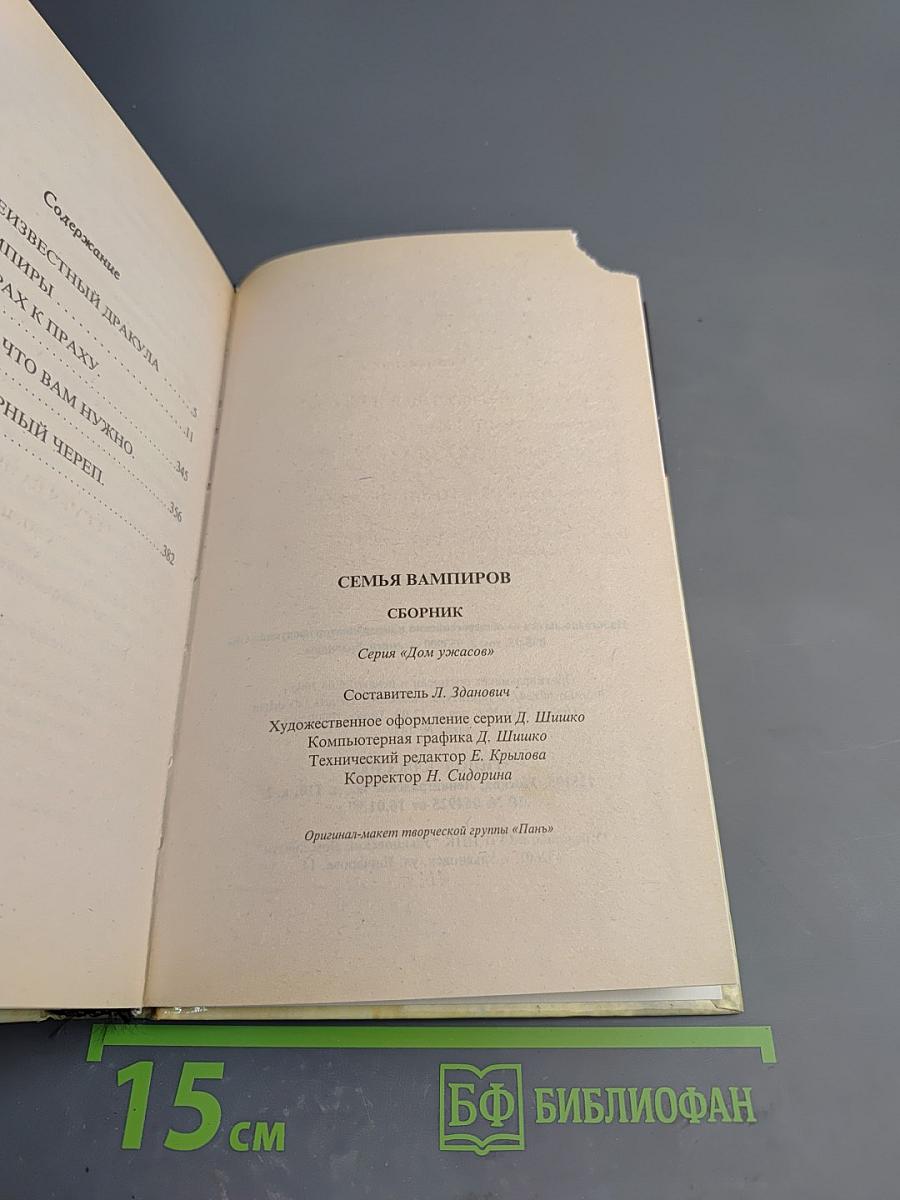 Содержание
ЕИЗВЕСТНЫЙ ДРАКУЛА . . . . . 5
МПИРЫ . . . . . . . . . . . . . . . . 11
РАХ К ПРАХУ.
. . . . . . . . . . . . . . . . 345
ЧТО ВАМ НУЖНО.
. . . . . . . . . . . . . . . . 356
РНЫЙ ЧЕРЕП.
. . . . . . . . . . . . . . . . 382
СЕМЬЯ ВАМПИРОВ
СБОРНИК
Серия «Дом ужасов»
Составитель Л. Зданович
Художественное оформление серии Д. Шишко
Компьютерная графика Д. Шишко
Технический редактор Е. Крылова
Корректор Н. Сидорина
Оригинал-макет творческой группы «Панъ»
15 см
БФ БИБЛИОФАН